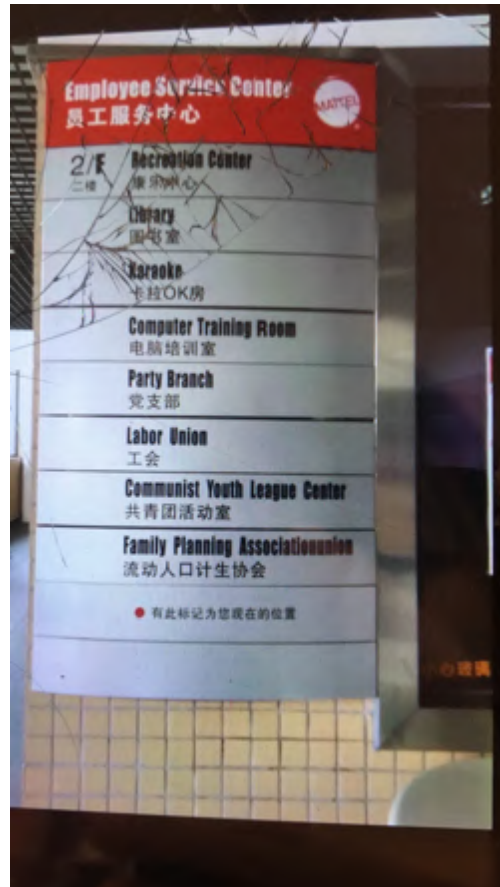 Employee Service Center
员工服务中心
MATTEL
2/F
二楼
Recreation Center
康乐中心
Library
图书室
Karaoke
卡拉OK房
Computer Training Room
电脑培训室
Party Branch
党支部
Labor Union
工会
Communist Youth League Center
共青团活动室
Family Planning Associationunion
流动人口计生协会
有此标记为您现在的位置
小心玻璃